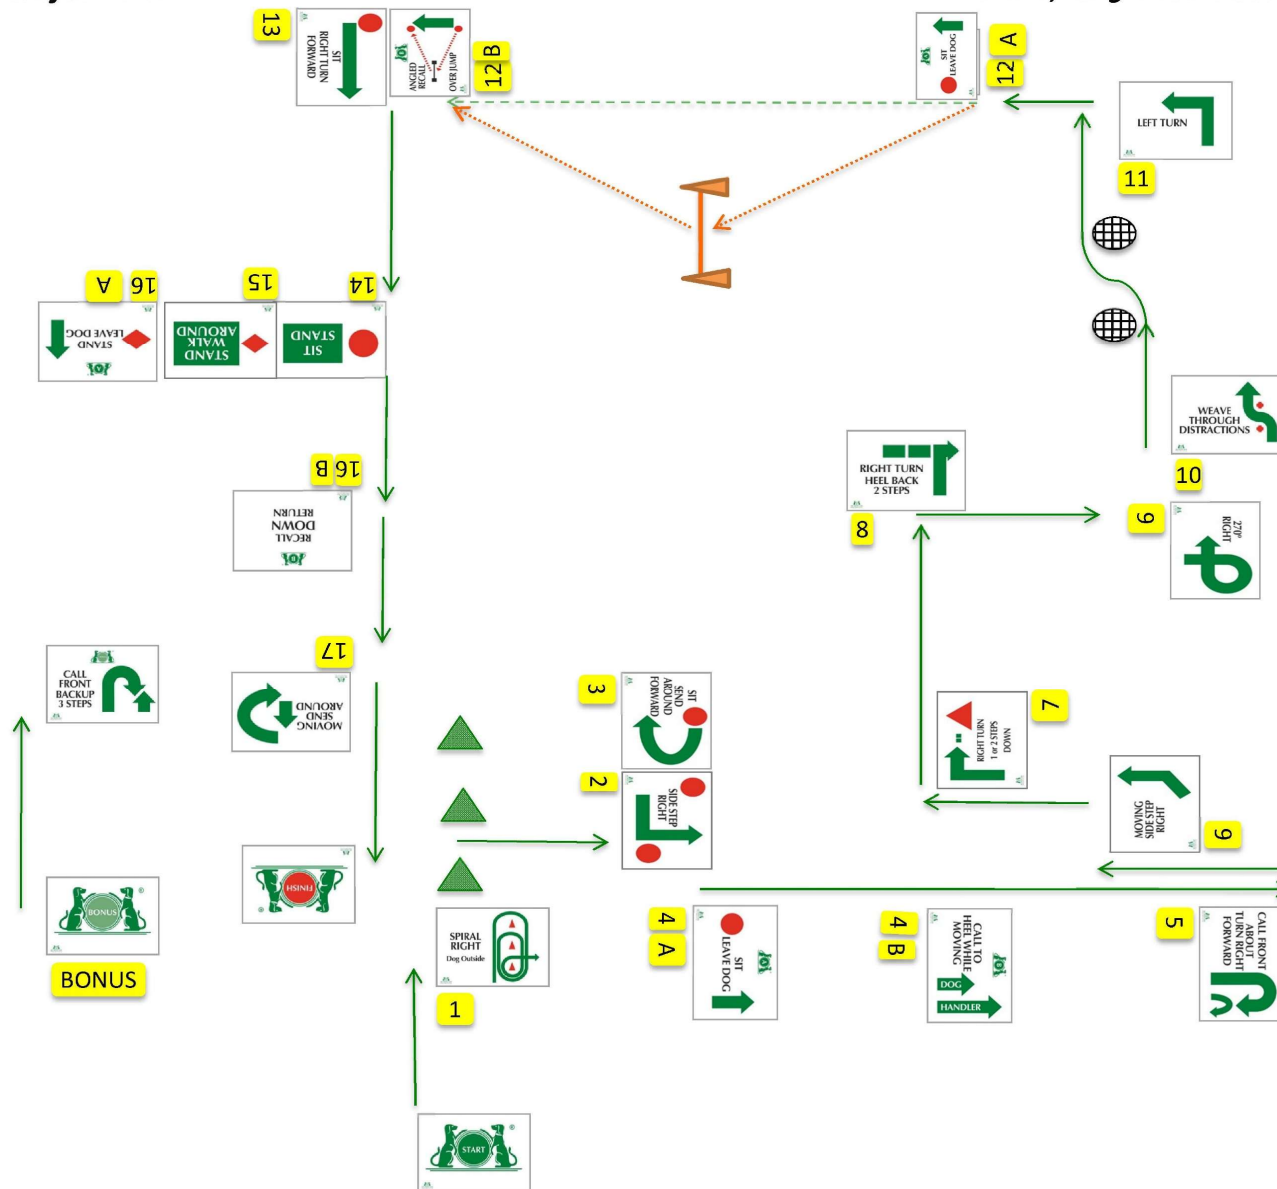 13
SIT
RIGHT TURN
FORWARD
ANGLED
RECALL
OVER JUMP
12 B
SIT
LEAVE DOG
12 A
LEFT TURN
11
A 16
STAND
LEAVE DOG
15
STAND
WALK
AROUND
14
SIT
STAND
WEAVE
THROUGH
DISTRACTIONS
10
RIGHT TURN
HEEL BACK
2 STEPS
8
16 B
RECALL
DOWN
RETURN
9
270°
RIGHT
17
MOVING
SEND
AROUND
CALL
FRONT
BACKUP
3 STEPS
3
SIT
SEND
AROUND
FORWARD
2
SIDE STEP
RIGHT
7
RIGHT TURN
1 or 2 STEPS
DOWN
MOVING
SIDE STEP
RIGHT
6
FINISH
®
BONUS
®
BONUS
SPIRAL
RIGHT
Dog Outside
1
4 A
SIT
LEAVE DOG
4 B
CALL TO
HEEL WHILE
MOVING
DOG
HANDLER
5
CALL FRONT
ABOUT
TURN RIGHT
FORWARD
START
®